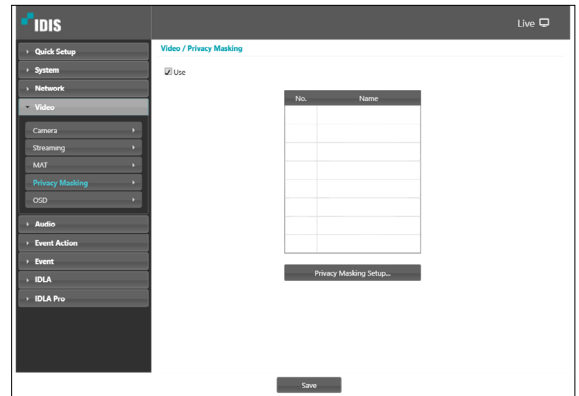 IDIS
Live
Quick Setup
System
Network
Video
Camera
Streaming
MAT
Privacy Masking
OSD
Audio
Event Action
Event
IDLA
IDLA Pro
Video / Privacy Masking
Use
No. Name
Privacy Masking Setup...
Save